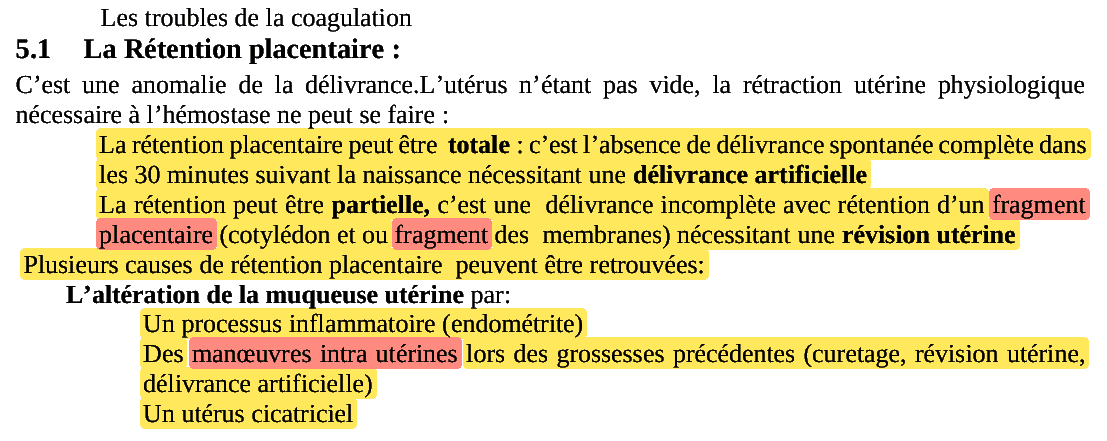 Les troubles de la coagulation
5.1 La Rétention placentaire :
C’est une anomalie de la délivrance.L’utérus n’étant pas vide, la rétraction utérine physiologique
nécessaire à l’hémostase ne peut se faire :
La rétention placentaire peut être totale : c’est l’absence de délivrance spontanée complète dans
les 30 minutes suivant la naissance nécessitant une délivrance artificielle
La rétention peut être partielle, c’est une délivrance incomplète avec rétention d’un fragment
placentaire (cotylédon et ou fragment des membranes) nécessitant une révision utérine
Plusieurs causes de rétention placentaire peuvent être retrouvées:
L’altération de la muqueuse utérine par:
Un processus inflammatoire (endométrite)
Des manœuvres intra utérines lors des grossesses précédentes (curetage, révision utérine,
délivrance artificielle)
Un utérus cicatriciel